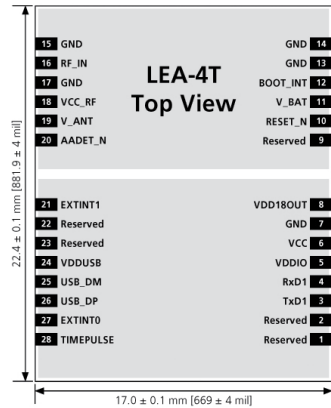 15 GND GND 14
16 RF_IN GND 13
17 GND BOOT_INT 12
18 VCC_RF V_BAT 11
19 V_ANT RESET_N 10
20 AADET_N Reserved 9
LEA-4T
Top View
21 EXTINT1 VDD18OUT 8
22 Reserved GND 7
23 Reserved VCC 6
24 VDDUSB VDDIO 5
25 USB_DM RxD1 4
26 USB_DP TxD1 3
27 EXTINT0 Reserved 2
28 TIMEPULSE Reserved 1
22.4 ± 0.1 mm [881.9 ± 4 mil]
17.0 ± 0.1 mm [669 ± 4 mil]